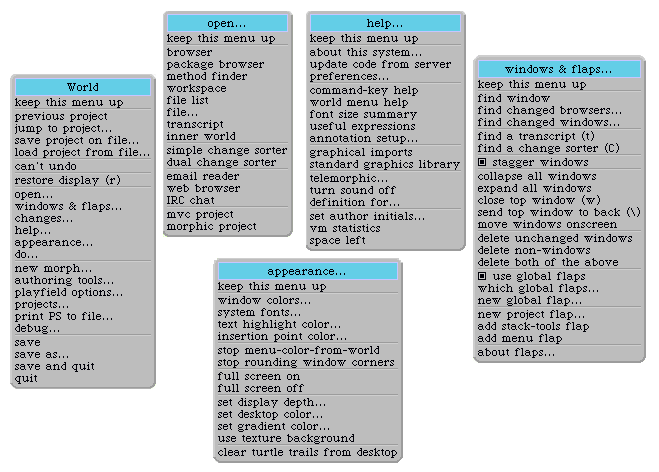 World
keep this menu up
previous project
jump to project...
save project on file...
load project from file...
can't undo
restore display (r)
open...
windows & flaps...
changes...
help...
appearance...
do...
new morph...
authoring tools...
playfield options...
projects...
print PS to file...
debug...
save
save as...
save and quit
quit
open...
keep this menu up
browser
package browser
method finder
workspace
file list
file...
transcript
inner world
simple change sorter
dual change sorter
email reader
web browser
IRC chat
mvc project
morphic project
help...
keep this menu up
about this system...
update code from server
preferences...
command-key help
world menu help
font size summary
useful expressions
annotation setup...
graphical imports
standard graphics library
telemorphic...
turn sound off
definition for...
set author initials...
vm statistics
space left
appearance...
keep this menu up
window colors...
system fonts...
text highlight color...
insertion point color...
stop menu-color-from-world
stop rounding window corners
full screen on
full screen off
set display depth...
set desktop color...
set gradient color...
use texture background
clear turtle trails from desktop
windows & flaps...
keep this menu up
find window
find changed browsers...
find changed windows...
find a transcript (t)
find a change sorter (C)
stagger windows
collapse all windows
expand all windows
close top window (w)
send top window to back (\)
move windows onscreen
delete unchanged windows
delete non-windows
delete both of the above
use global flaps
which global flaps...
new global flap...
new project flap...
add stack-tools flap
add menu flap
about flaps...